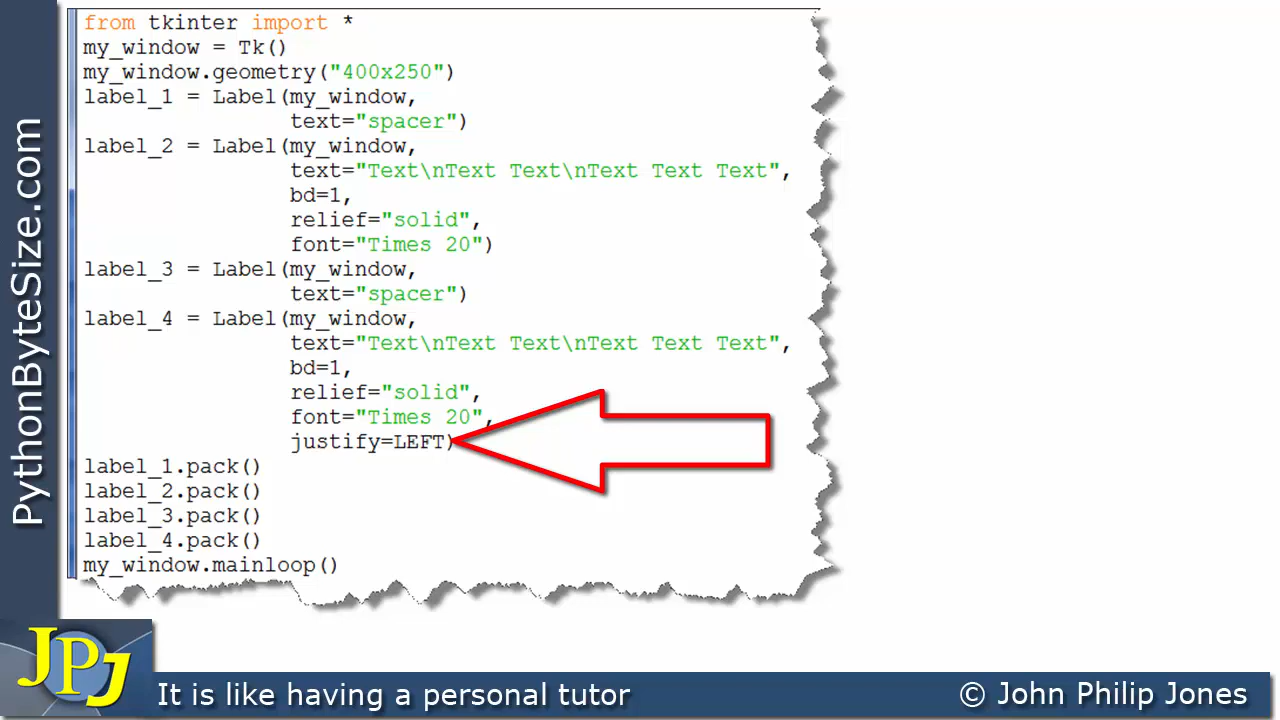 from tkinter import *
my_window = Tk()
my_window.geometry("400x250")
label_1 = Label(my_window,
text="spacer")
label_2 = Label(my_window,
text="Text\nText Text\nText Text Text",
bd=1,
relief="solid",
font="Times 20")
label_3 = Label(my_window,
text="spacer")
label_4 = Label(my_window,
text="Text\nText Text\nText Text Text",
bd=1,
relief="solid",
font="Times 20",
justify=LEFT)
label_1.pack()
label_2.pack()
label_3.pack()
label_4.pack()
my_window.mainloop()
PythonByteSize.com
JPJ
It is like having a personal tutor
© John Philip Jones